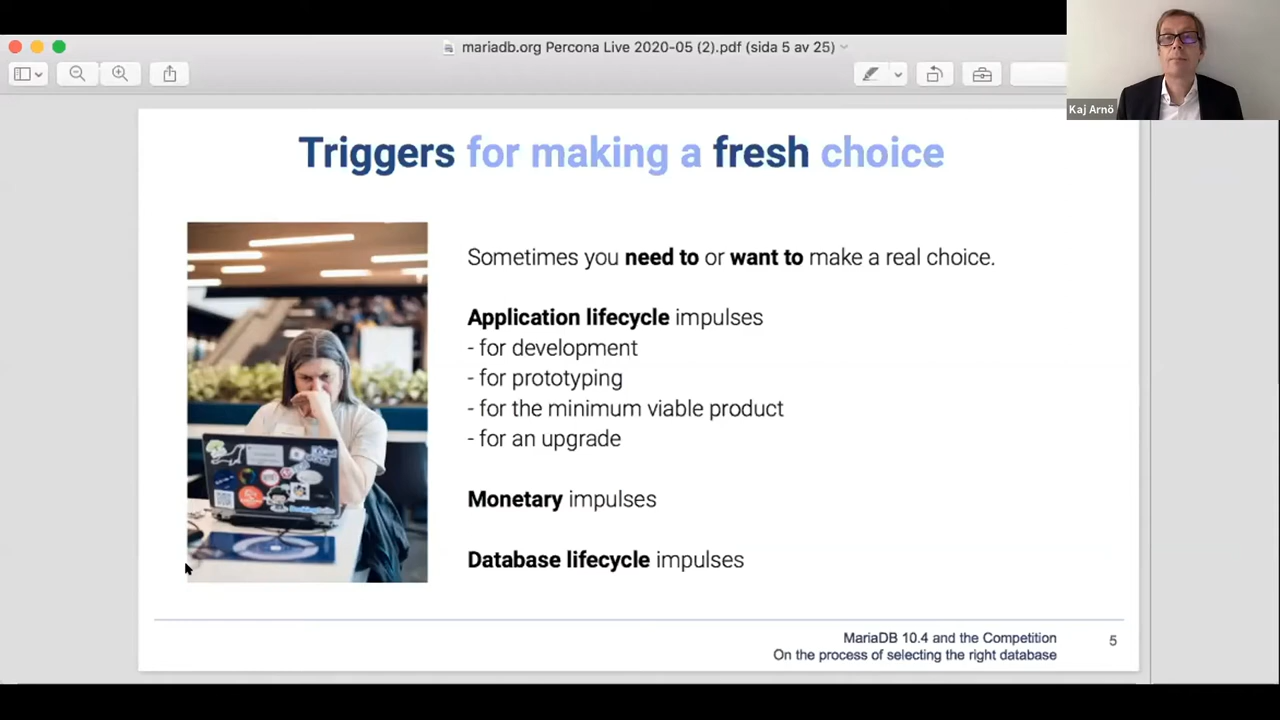 mariadb.org Percona Live 2020-05 (2).pdf (sida 5 av 25)
Kaj Arnö
Triggers for making a fresh choice
Sometimes you need to or want to make a real choice.
Application lifecycle impulses
- for development
- for prototyping
- for the minimum viable product
- for an upgrade
Monetary impulses
Database lifecycle impulses
MariaDB 10.4 and the Competition
On the process of selecting the right database
5